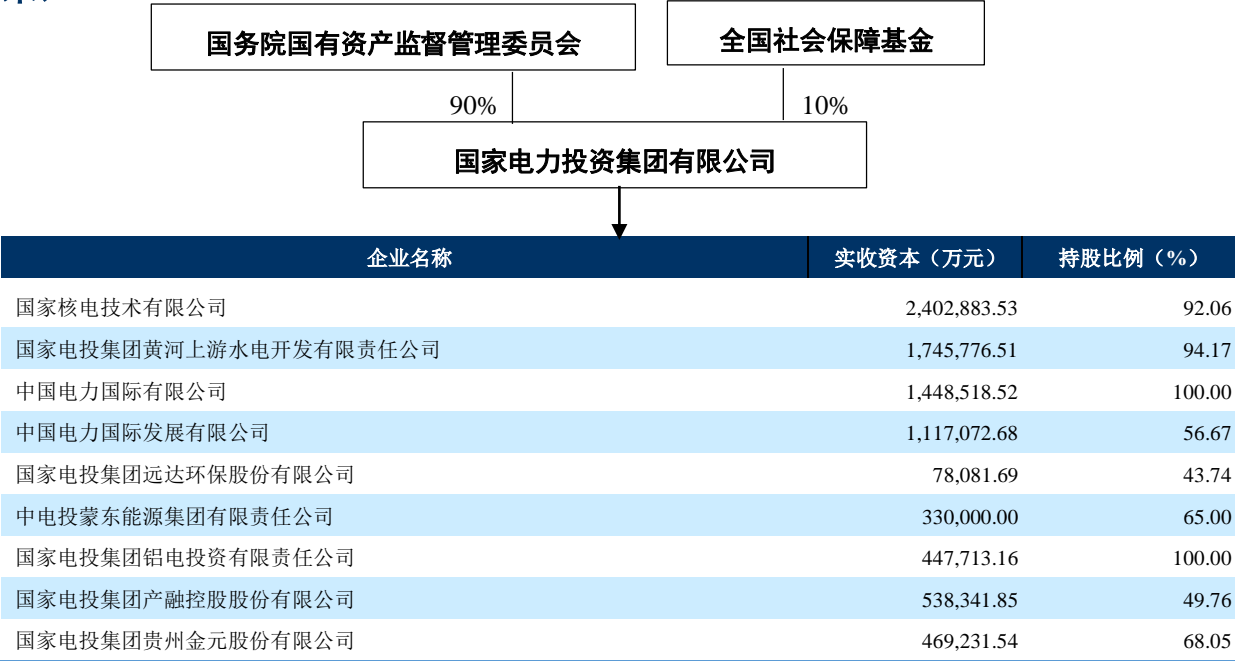 国务院国有资产监督管理委员会 全国社会保障基金
90% 10%
国家电力投资集团有限公司
企业名称 实收资本（万元） 持股比例（%）
国家核电技术有限公司 2,402,883.53 92.06
国家电投集团黄河上游水电开发有限责任公司 1,745,776.51 94.17
中国电力国际有限公司 1,448,518.52 100.00
中国电力国际发展有限公司 1,117,072.68 56.67
国家电投集团远达环保股份有限公司 78,081.69 43.74
中电投蒙东能源集团有限责任公司 330,000.00 65.00
国家电投集团铝电投资有限责任公司 447,713.16 100.00
国家电投集团产融控股股份有限公司 538,341.85 49.76
国家电投集团贵州金元股份有限公司 469,231.54 68.05